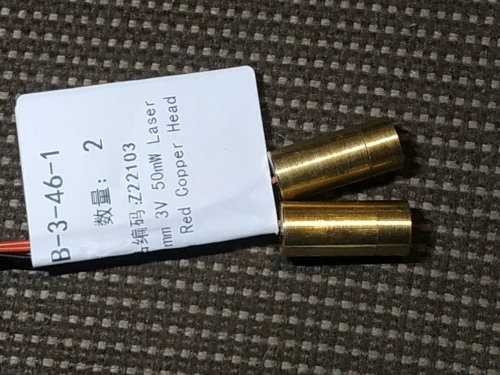 B-3-46-1
数量: 2
编码:Z22103
mm 3V 50mW Laser
Red Copper Head